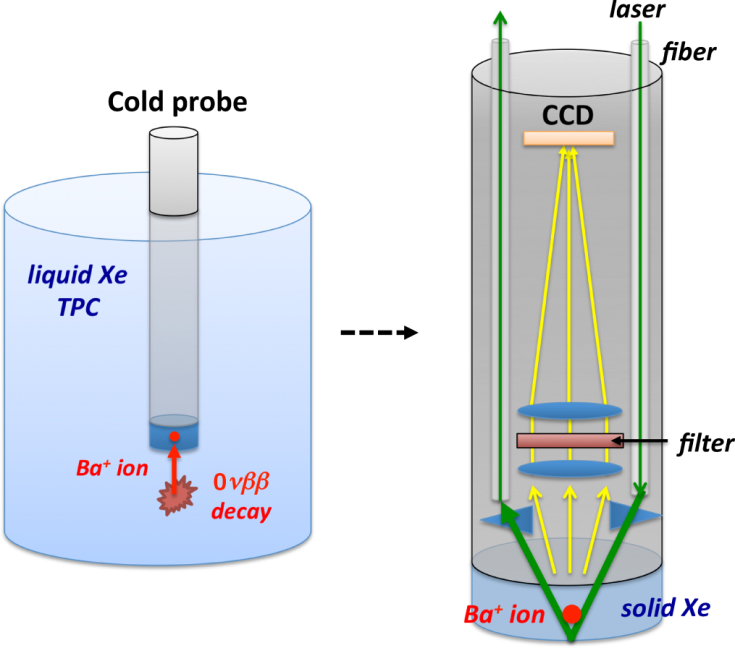 Cold probe
liquid Xe
TPC
Ba⁺ ion
0νββ
decay
laser
fiber
CCD
filter
Ba⁺ ion
solid Xe